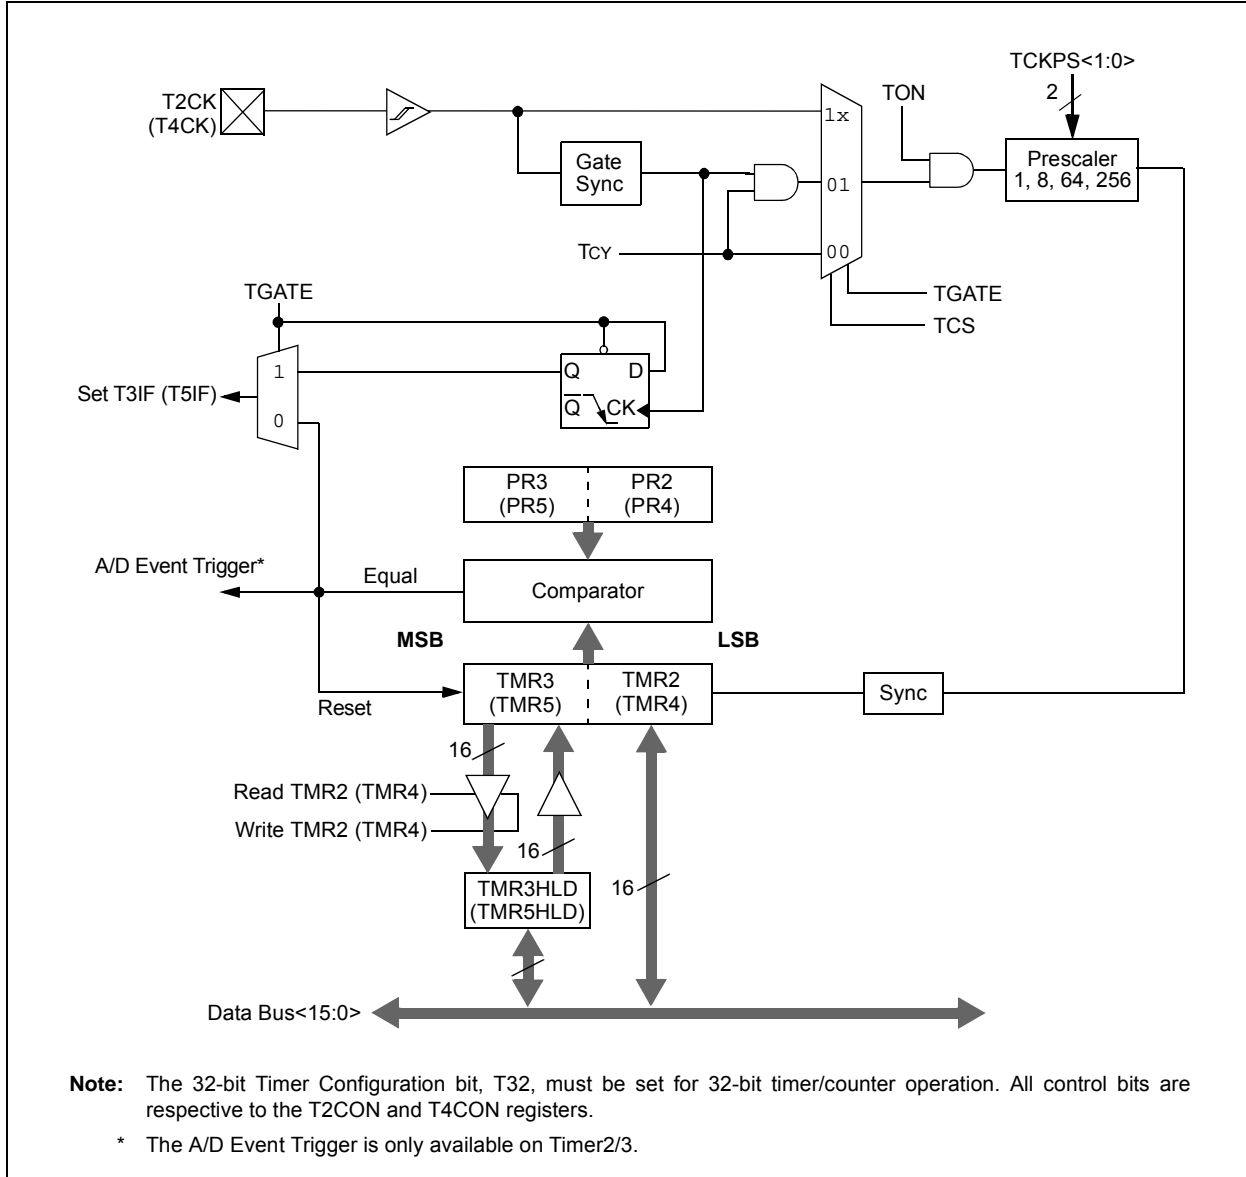 TCKPS<1:0>
2
TON
T2CK
(T4CK)
1x
Gate
Sync
Prescaler
1, 8, 64, 256
01
TCY
00
TGATE
TGATE
TCS
1
Q
D
Set T3IF (T5IF)
Q
CK
0
PR3
(PR5)
PR2
(PR4)
A/D Event Trigger*
Equal
Comparator
MSB
LSB
TMR3
(TMR5)
TMR2
(TMR4)
Sync
Reset
16
Read TMR2 (TMR4)
Write TMR2 (TMR4)
16
TMR3HLD
(TMR5HLD)
16
Data Bus<15:0>
Note: The 32-bit Timer Configuration bit, T32, must be set for 32-bit timer/counter operation. All control bits are
respective to the T2CON and T4CON registers.
* The A/D Event Trigger is only available on Timer2/3.